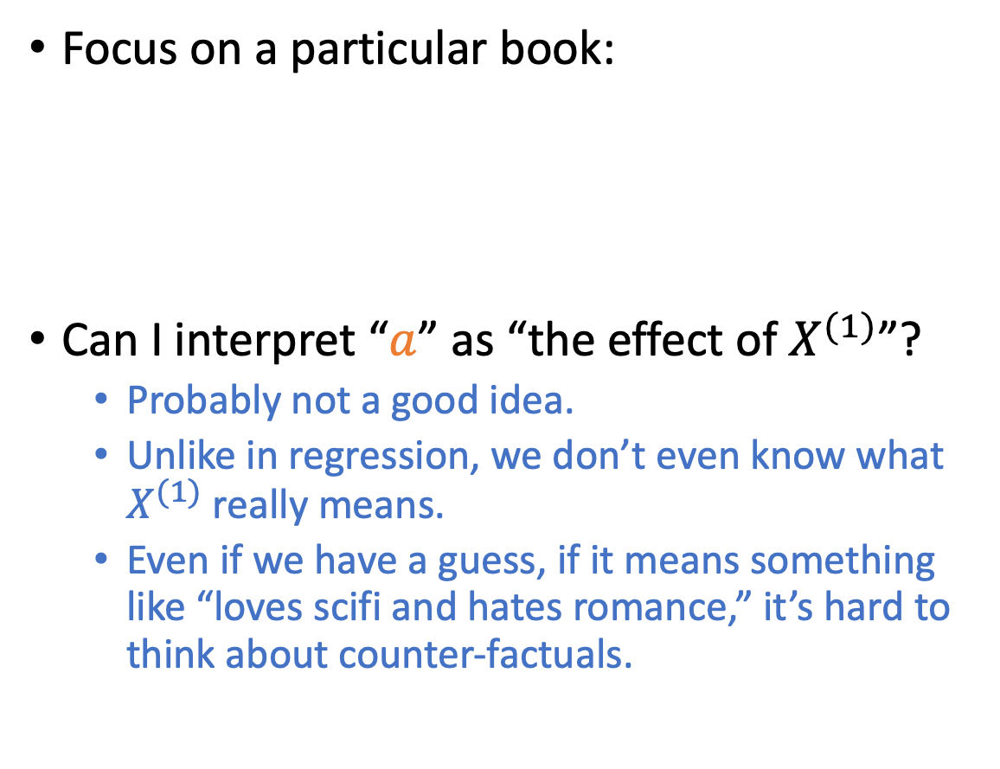 • Focus on a particular book:
• Can I interpret “a” as “the effect of X⁽¹⁾”?
• Probably not a good idea.
• Unlike in regression, we don’t even know what
X⁽¹⁾ really means.
• Even if we have a guess, if it means something
like “loves scifi and hates romance,” it’s hard to
think about counter-factuals.